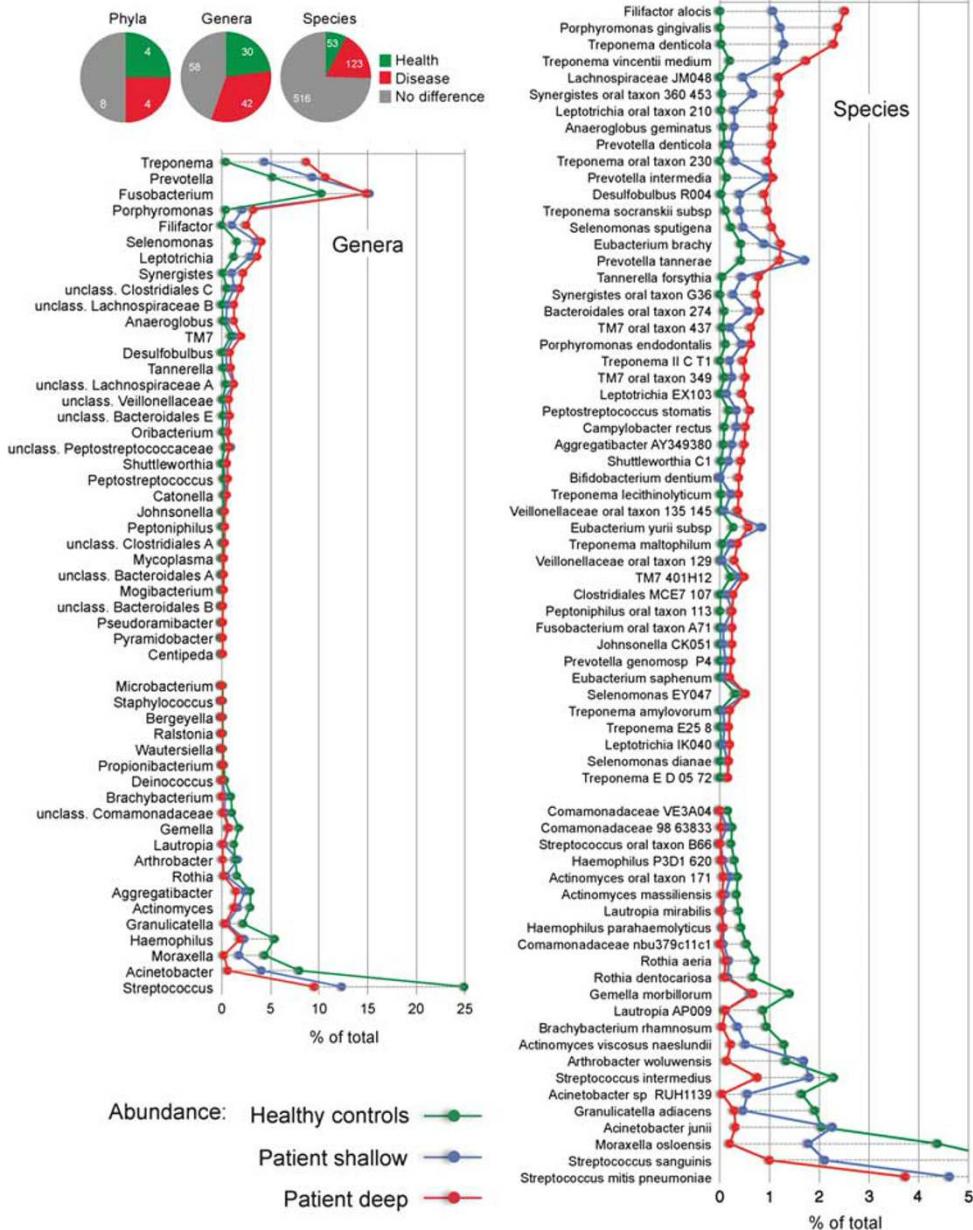 Phyla
Genera
Species
4
4
8
30
42
58
53
123
516
Health
Disease
No difference
Treponema
Prevotella
Fusobacterium
Porphyromonas
Filifactor
Selenomonas
Leptotrichia
Synergistes
unclass. Clostridiales C
unclass. Lachnospiraceae B
Anaeroglobus
TM7
Desulfobulbus
Tannerella
unclass. Lachnospiraceae A
unclass. Veillonellaceae
unclass. Bacteroidales E
Oribacterium
unclass. Peptostreptococcaceae
Shuttleworthia
Peptostreptococcus
Catonella
Johnsonella
Peptoniphilus
unclass. Clostridiales A
Mycoplasma
unclass. Bacteroidales A
Mogibacterium
unclass. Bacteroidales B
Pseudoramibacter
Pyramidobacter
Centipeda
Microbacterium
Staphylococcus
Bergeyella
Ralstonia
Wautersiella
Propionibacterium
Deinococcus
Brachybacterium
unclass. Comamonadaceae
Gemella
Lautropia
Arthrobacter
Rothia
Aggregatibacter
Actinomyces
Granulicatella
Haemophilus
Moraxella
Acinetobacter
Streptococcus
Genera
0 5 10 15 20 25
% of total
Abundance: Healthy controls
Patient shallow
Patient deep
Filifactor alocis
Porphyromonas gingivalis
Treponema denticola
Treponema vincentii medium
Lachnospiraceae JM048
Synergistes oral taxon 360 453
Leptotrichia oral taxon 210
Anaeroglobus geminatus
Prevotella denticola
Treponema oral taxon 230
Prevotella intermedia
Desulfobulbus R004
Treponema socranskii subsp
Selenomonas sputigena
Eubacterium brachy
Prevotella tannerae
Tannerella forsythia
Synergistes oral taxon G36
Bacteroidales oral taxon 274
TM7 oral taxon 437
Porphyromonas endodontalis
Treponema II C T1
TM7 oral taxon 349
Leptotrichia EX103
Peptostreptococcus stomatis
Campylobacter rectus
Aggregatibacter AY349380
Shuttleworthia C1
Bifidobacterium dentium
Treponema lecithinolyticum
Veillonellaceae oral taxon 135 145
Eubacterium yurii subsp
Treponema maltophilum
Veillonellaceae oral taxon 129
TM7 401H12
Clostridiales MCE7 107
Peptoniphilus oral taxon 113
Fusobacterium oral taxon A71
Johnsonella CK051
Prevotella genomosp P4
Eubacterium saphenum
Selenomonas EY047
Treponema amylovorum
Treponema E25 8
Leptotrichia IK040
Selenomonas dianae
Treponema E D 05 72
Comamonadaceae VE3A04
Comamonadaceae 98 63833
Streptococcus oral taxon B66
Haemophilus P3D1 620
Actinomyces oral taxon 171
Actinomyces massiliensis
Lautropia mirabilis
Haemophilus parahaemolyticus
Comamonadaceae nbu379c11c1
Rothia aeria
Rothia dentocariosa
Gemella morbillorum
Lautropia AP009
Brachybacterium rhamnosum
Actinomyces viscosus naeslundii
Arthrobacter woluwensis
Streptococcus intermedius
Acinetobacter sp RUH1139
Granulicatella adiacens
Acinetobacter junii
Moraxella osloensis
Streptococcus sanguinis
Streptococcus mitis pneumoniae
Species
0 1 2 3 4 5
% of total